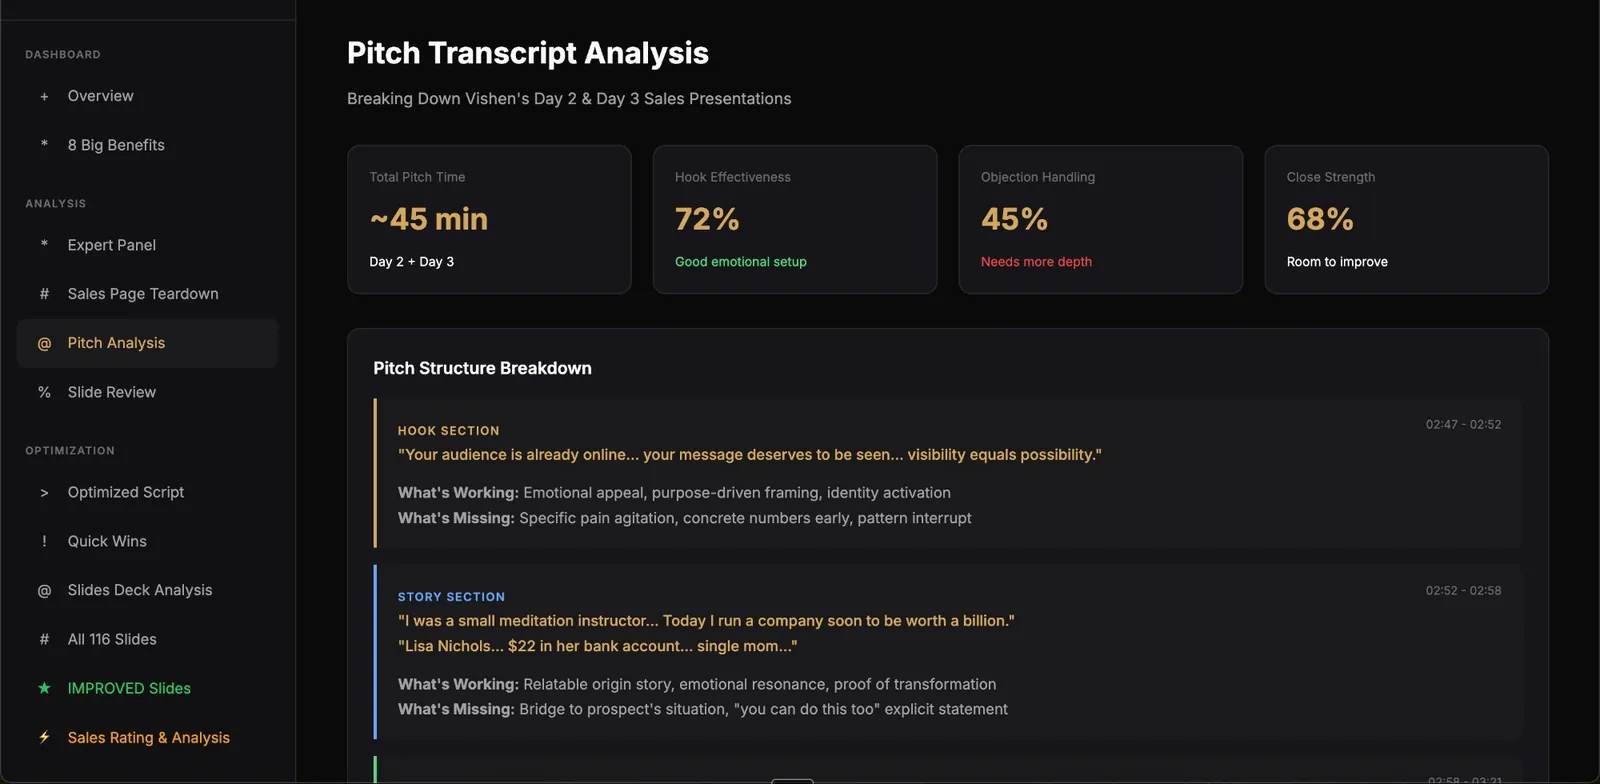 DASHBOARD
+ Overview
* 8 Big Benefits
ANALYSIS
* Expert Panel
# Sales Page Teardown
@ Pitch Analysis
% Slide Review
OPTIMIZATION
> Optimized Script
! Quick Wins
@ Slides Deck Analysis
# All 116 Slides
★ IMPROVED Slides
⚡ Sales Rating & Analysis
Pitch Transcript Analysis
Breaking Down Vishen's Day 2 & Day 3 Sales Presentations
Total Pitch Time
~45 min
Day 2 + Day 3
Hook Effectiveness
72%
Good emotional setup
Objection Handling
45%
Needs more depth
Close Strength
68%
Room to improve
Pitch Structure Breakdown
HOOK SECTION
02:47 - 02:52
"Your audience is already online... your message deserves to be seen... visibility equals possibility."
What's Working: Emotional appeal, purpose-driven framing, identity activation
What's Missing: Specific pain agitation, concrete numbers early, pattern interrupt
STORY SECTION
02:52 - 02:58
"I was a small meditation instructor... Today I run a company soon to be worth a billion."
"Lisa Nichols... $22 in her bank account... single mom..."
What's Working: Relatable origin story, emotional resonance, proof of transformation
What's Missing: Bridge to prospect's situation, "you can do this too" explicit statement
02:58 - 03:21